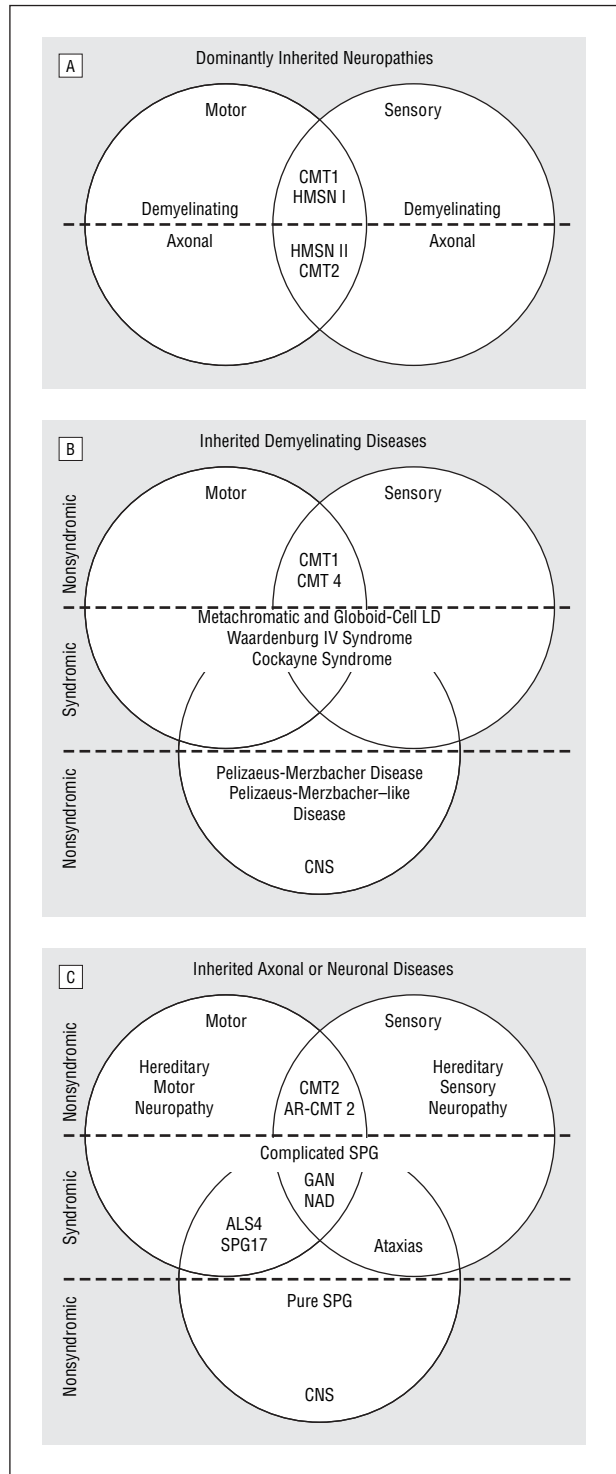 A
Dominantly Inherited Neuropathies
Motor
Sensory
CMT1
HMSN I
Demyelinating
Demyelinating
Axonal
Axonal
HMSN II
CMT2
B
Inherited Demyelinating Diseases
Nonsyndromic
Motor
Sensory
CMT1
CMT 4
Syndromic
Metachromatic and Globoid-Cell LD
Waardenburg IV Syndrome
Cockayne Syndrome
Nonsyndromic
Pelizaeus-Merzbacher Disease
Pelizaeus-Merzbacher–like
Disease
CNS
C
Inherited Axonal or Neuronal Diseases
Nonsyndromic
Motor
Sensory
Hereditary
Motor
Neuropathy
CMT2
AR-CMT 2
Hereditary
Sensory
Neuropathy
Syndromic
Complicated SPG
GAN
NAD
ALS4
SPG17
Ataxias
Nonsyndromic
Pure SPG
CNS